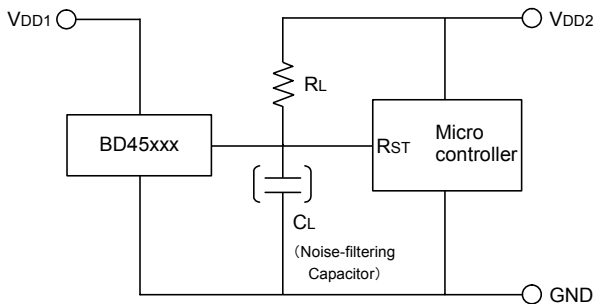 VDD1
VDD2
RL
BD45xxx
RST
Micro
controller
CL
（Noise-filtering
Capacitor）
GND